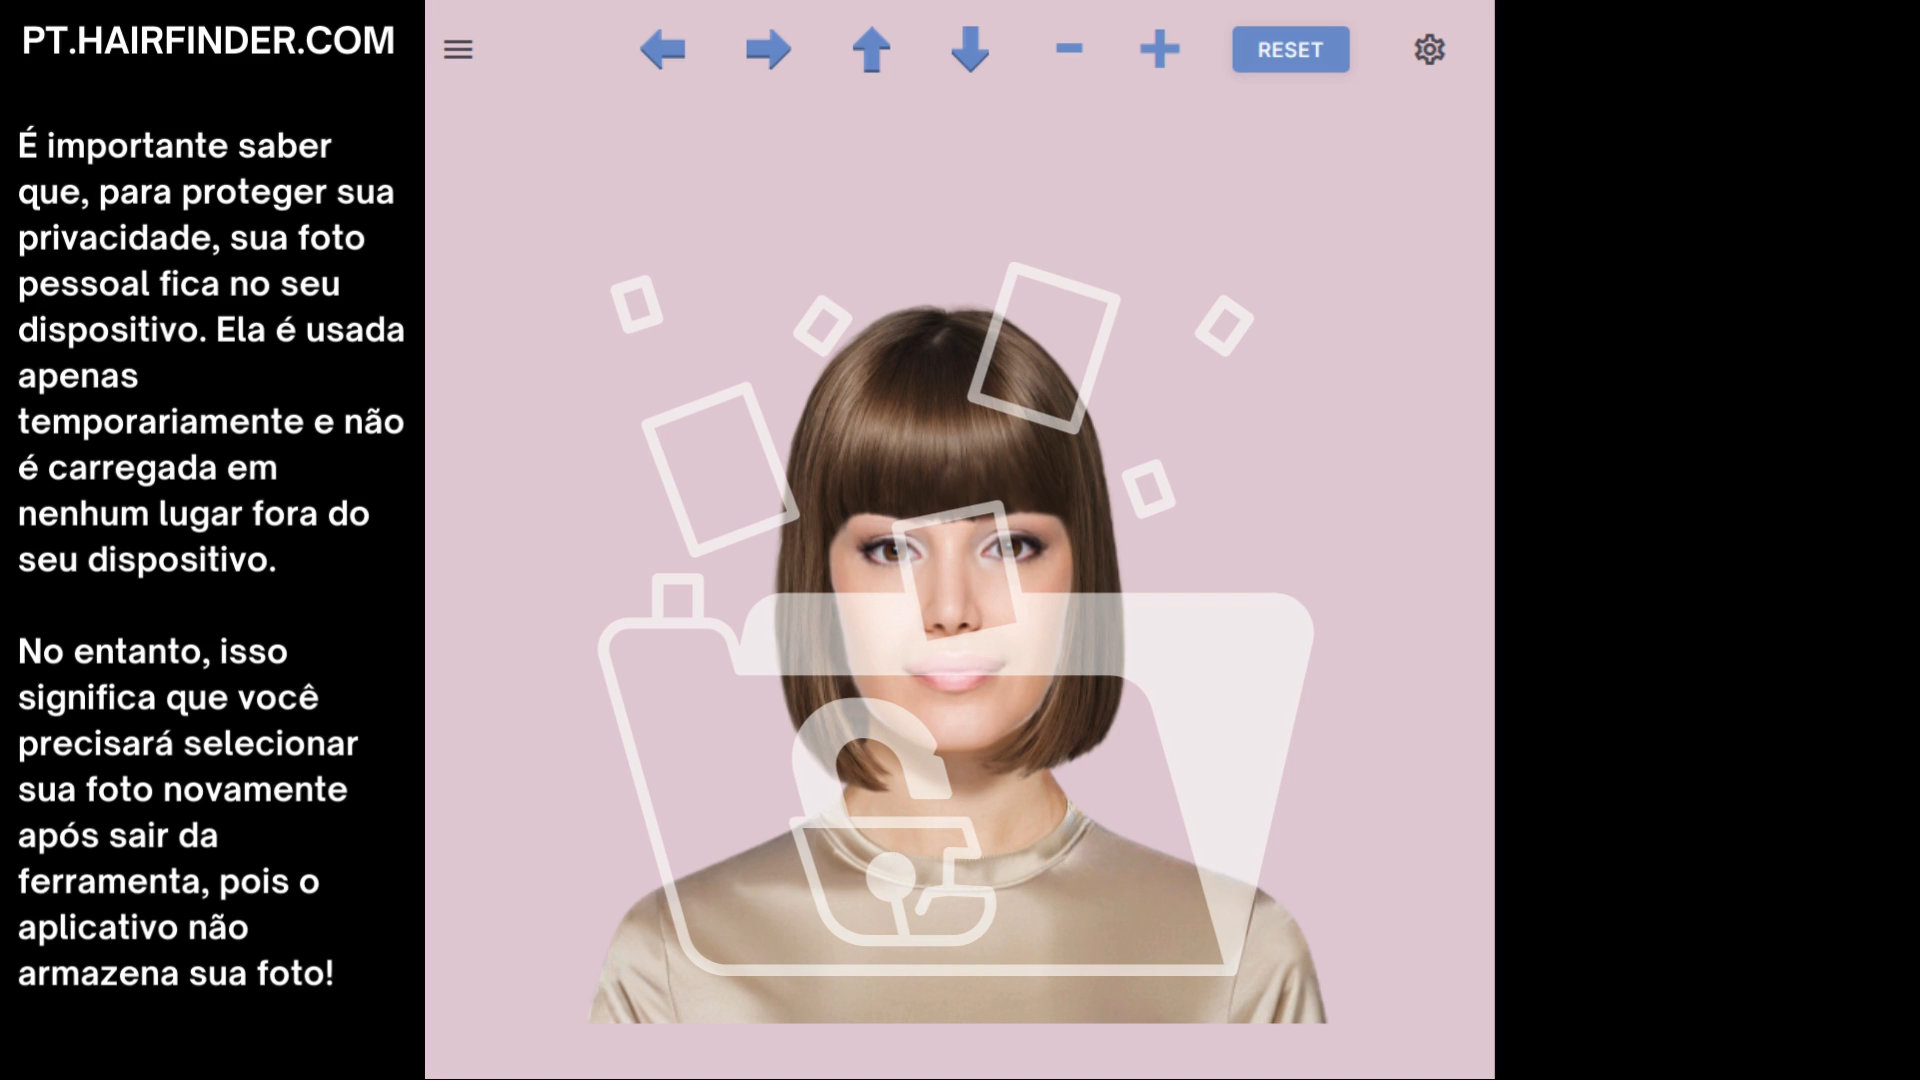 PT.HAIRFINDER.COM
RESET
É importante saber
que, para proteger sua
privacidade, sua foto
pessoal fica no seu
dispositivo. Ela é usada
apenas
temporariamente e não
é carregada em
nenhum lugar fora do
seu dispositivo.
No entanto, isso
significa que você
precisará selecionar
sua foto novamente
após sair da
ferramenta, pois o
aplicativo não
armazena sua foto!